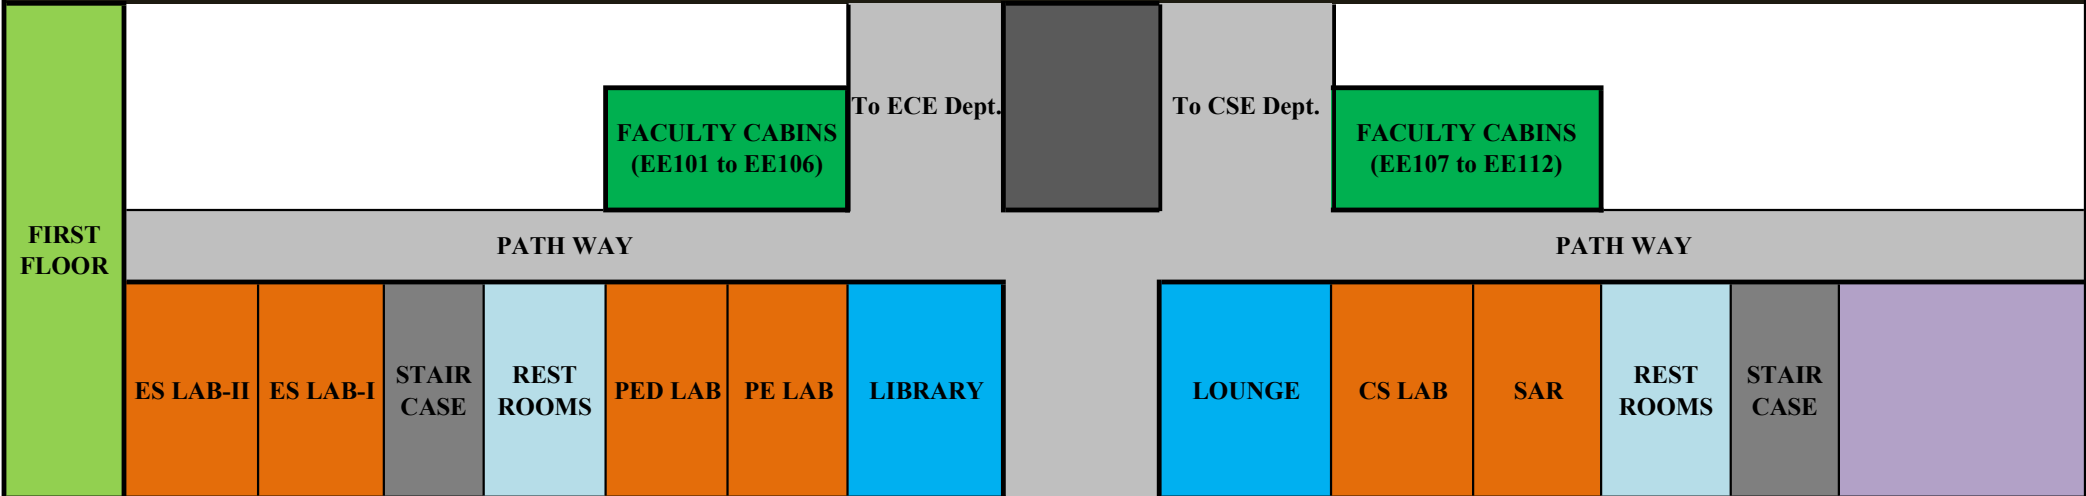 FIRST
FLOOR
To ECE Dept.
To CSE Dept.
FACULTY CABINS
(EE101 to EE106)
FACULTY CABINS
(EE107 to EE112)
PATH WAY
PATH WAY
ES LAB-II
ES LAB-I
STAIR
CASE
REST
ROOMS
PED LAB
PE LAB
LIBRARY
LOUNGE
CS LAB
SAR
REST
ROOMS
STAIR
CASE